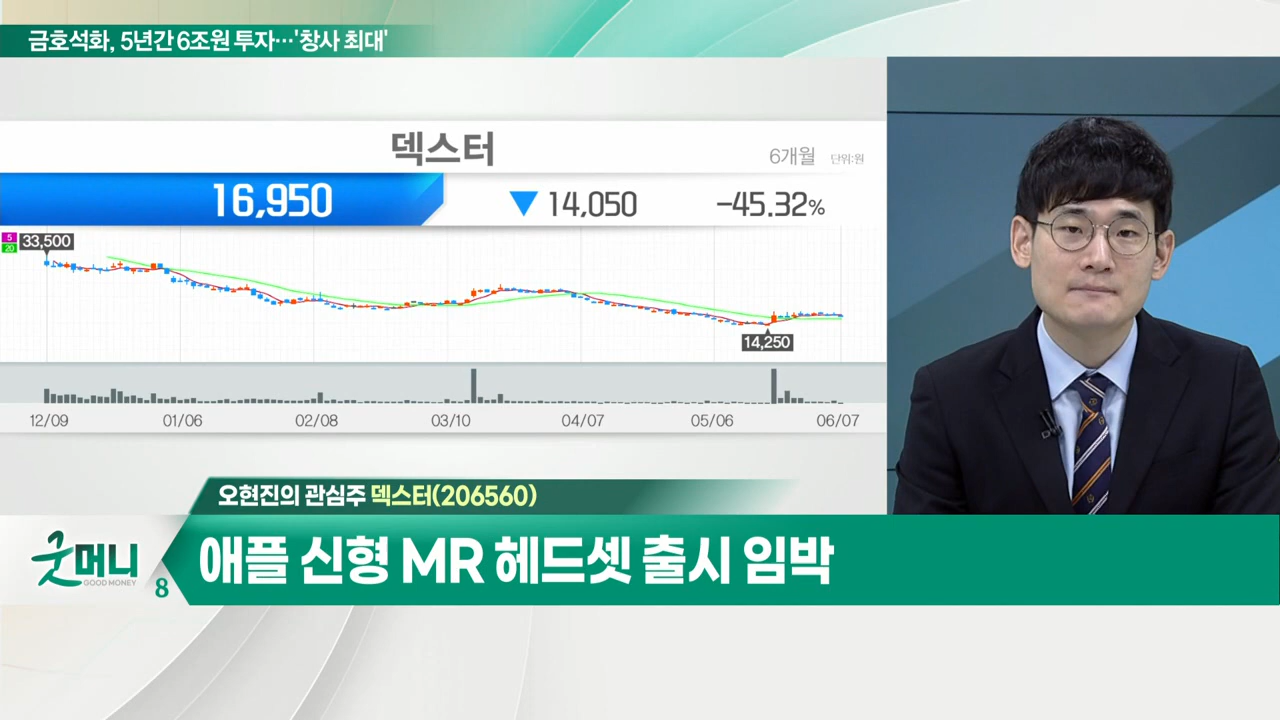 금호석화, 5년간 6조원 투자…'창사 최대'
덱스터
6개월 단위:원
16,950 ▼ 14,050 -45.32%
5
20
33,500
14,250
12/09 01/06 02/08 03/10 04/07 05/06 06/07
오현진의 관심주 덱스터(206560)
굿머니
GOOD MONEY
8
애플 신형 MR 헤드셋 출시 임박